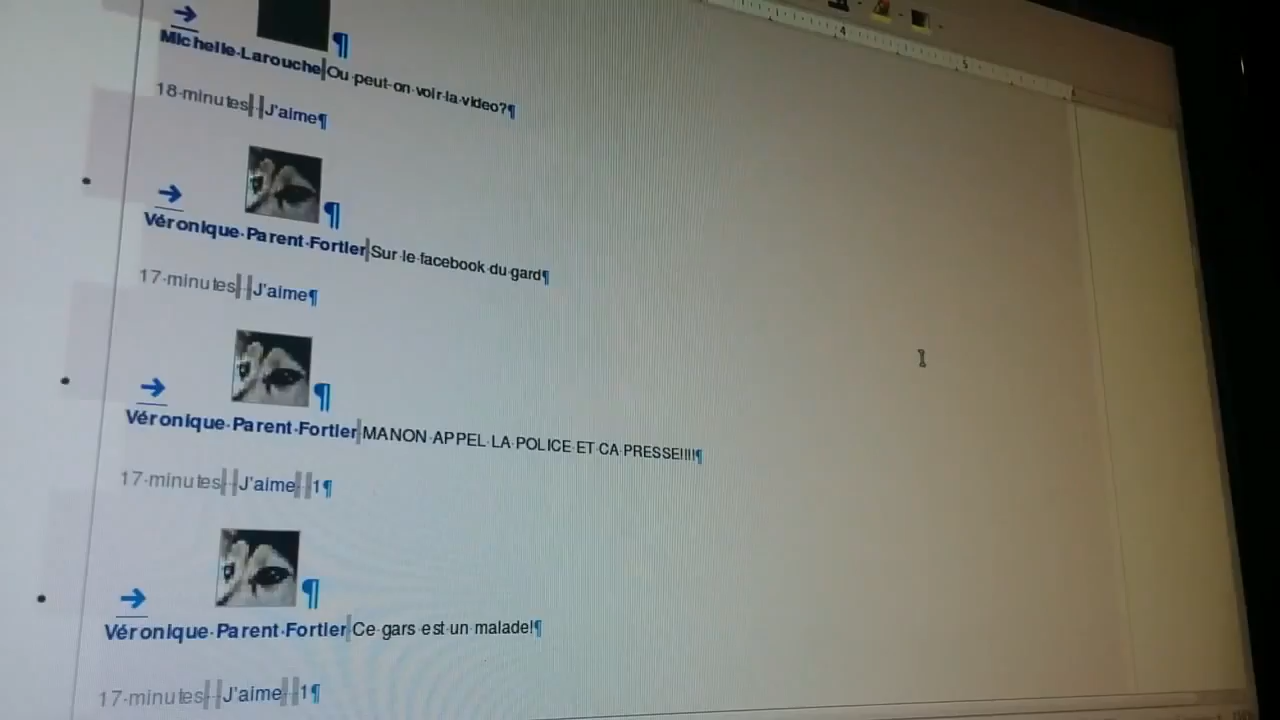 4
5
Michelle Larouche Ou peut-on voir la video?¶
18 minutes J'aime¶
¶
Véronique Parent Fortier Sur le facebook du gard¶
17 minutes J'aime¶
¶
Véronique Parent Fortier MANON APPEL LA POLICE ET CA PRESSE!!!!¶
17 minutes J'aime 1¶
¶
Véronique Parent Fortier Ce gars est un malade!¶
17 minutes J'aime 1¶